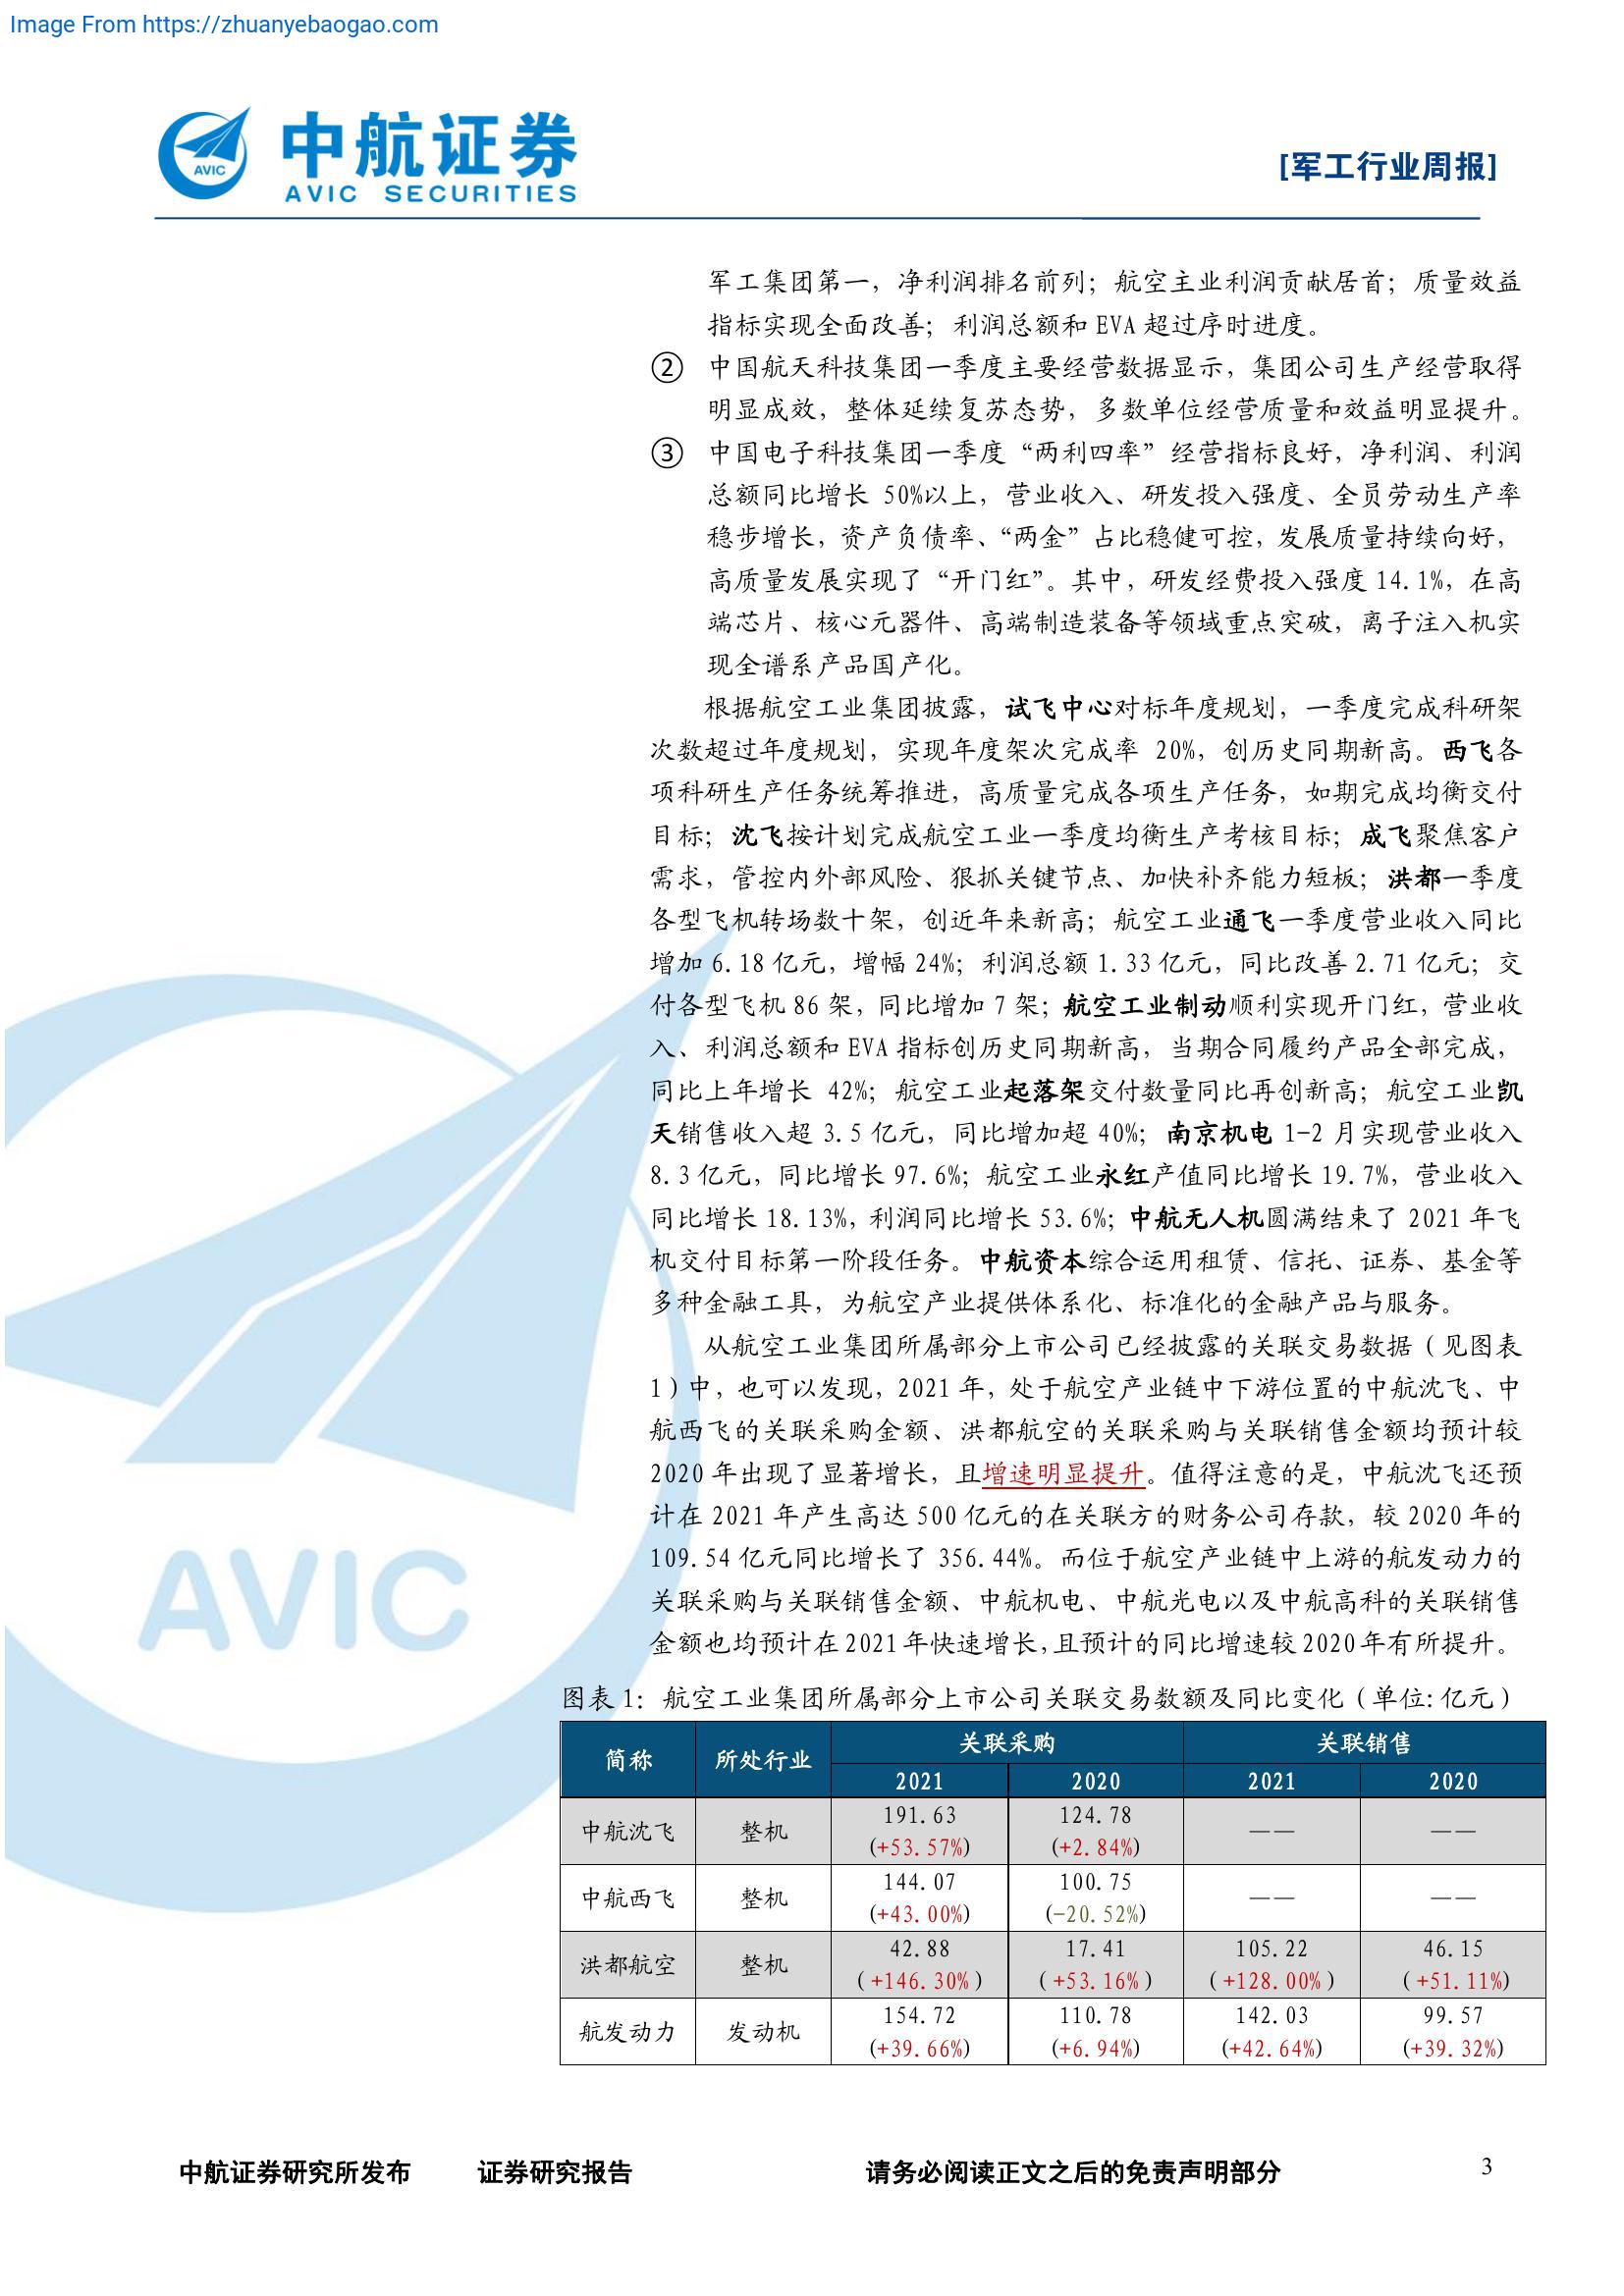 Image From https://zhuanyebaogao.com
AVIC
中航证券
AVIC SECURITIES
[军工行业周报]
军工集团第一，净利润排名前列；航空主业利润贡献居首；质量效益
指标实现全面改善；利润总额和 EVA 超过序时进度。
② 中国航天科技集团一季度主要经营数据显示，集团公司生产经营取得
明显成效，整体延续复苏态势，多数单位经营质量和效益明显提升。
③ 中国电子科技集团一季度“两利四率”经营指标良好，净利润、利润
总额同比增长 50%以上，营业收入、研发投入强度、全员劳动生产率
稳步增长，资产负债率、“两金”占比稳健可控，发展质量持续向好，
高质量发展实现了“开门红”。其中，研发经费投入强度 14.1%，在高
端芯片、核心元器件、高端制造装备等领域重点突破，离子注入机实
现全谱系产品国产化。
根据航空工业集团披露，试飞中心对标年度规划，一季度完成科研架
次数超过年度规划，实现年度架次完成率 20%，创历史同期新高。西飞各
项科研生产任务统筹推进，高质量完成各项生产任务，如期完成均衡交付
目标；沈飞按计划完成航空工业一季度均衡生产考核目标；成飞聚焦客户
需求，管控内外部风险、狠抓关键节点、加快补齐能力短板；洪都一季度
各型飞机转场数十架，创近年来新高；航空工业通飞一季度营业收入同比
增加 6.18 亿元，增幅 24%；利润总额 1.33 亿元，同比改善 2.71 亿元；交
付各型飞机 86 架，同比增加 7 架；航空工业制动顺利实现开门红，营业收
入、利润总额和 EVA 指标创历史同期新高，当期合同履约产品全部完成，
同比上年增长 42%；航空工业起落架交付数量同比再创新高；航空工业凯
天销售收入超 3.5 亿元，同比增加超 40%；南京机电 1-2 月实现营业收入
8.3 亿元，同比增长 97.6%；航空工业永红产值同比增长 19.7%，营业收入
同比增长 18.13%，利润同比增长 53.6%；中航无人机圆满结束了 2021 年飞
机交付目标第一阶段任务。中航资本综合运用租赁、信托、证券、基金等
多种金融工具，为航空产业提供体系化、标准化的金融产品与服务。
从航空工业集团所属部分上市公司已经披露的关联交易数据（见图表
1）中，也可以发现，2021 年，处于航空产业链中下游位置的中航沈飞、中
航西飞的关联采购金额、洪都航空的关联采购与关联销售金额均预计较
2020 年出现了显著增长，且增速明显提升。值得注意的是，中航沈飞还预
计在 2021 年产生高达 500 亿元的在关联方的财务公司存款，较 2020 年的
109.54 亿元同比增长了 356.44%。而位于航空产业链中上游的航发动力的
关联采购与关联销售金额、中航机电、中航光电以及中航高科的关联销售
金额也均预计在 2021 年快速增长，且预计的同比增速较 2020 年有所提升。
AVIC
图表 1：航空工业集团所属部分上市公司关联交易数额及同比变化（单位:亿元）
简称 所处行业 关联采购 关联销售
2021 2020 2021 2020
中航沈飞 整机 191.63 124.78 —— ——
(+53.57%) (+2.84%)
中航西飞 整机 144.07 100.75 —— ——
(+43.00%) (-20.52%)
洪都航空 整机 42.88 17.41 105.22 46.15
(+146.30%) (+53.16%) (+128.00%) (+51.11%)
航发动力 发动机 154.72 110.78 142.03 99.57
(+39.66%) (+6.94%) (+42.64%) (+39.32%)
中航证券研究所发布 证券研究报告 请务必阅读正文之后的免责声明部分 3